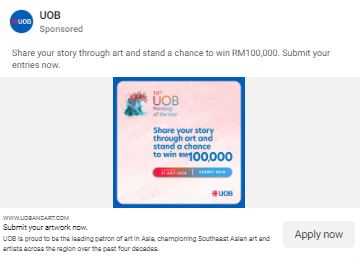 UOB
UOB
Sponsored
Share your story through art and stand a chance to win RM100,000. Submit your
entries now.
14th
UOB
Painting
of the Year
Share your story
through art and
stand a chance
to win RM100,000
31 JULY 2024
SUBMIT NOW
UOB
WWW.UOBANDART.COM
Submit your artwork now.
UOB is proud to be the leading patron of art in Asia, championing Southeast Asian art and
artists across the region over the past four decades.
Apply now